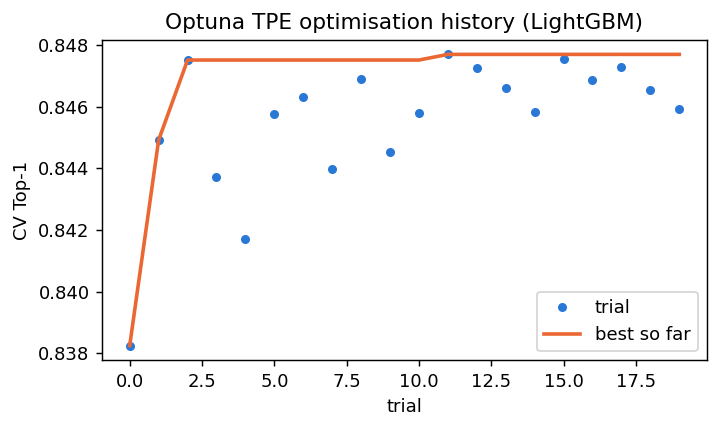 Optuna TPE optimisation history (LightGBM)
CV Top-1
0.848
0.846
0.844
0.842
0.840
0.838
0.0
2.5
5.0
7.5
10.0
12.5
15.0
17.5
trial
trial
best so far